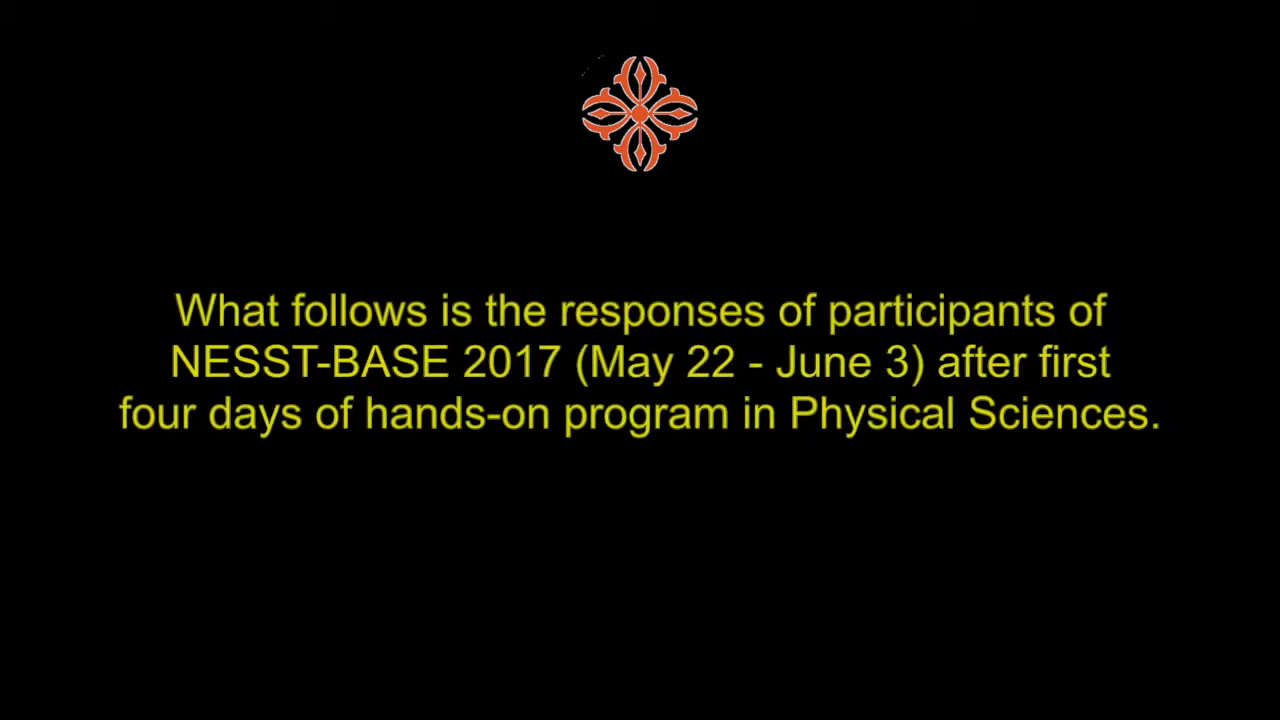 What follows is the responses of participants of
NESST-BASE 2017 (May 22 - June 3) after first
four days of hands-on program in Physical Sciences.